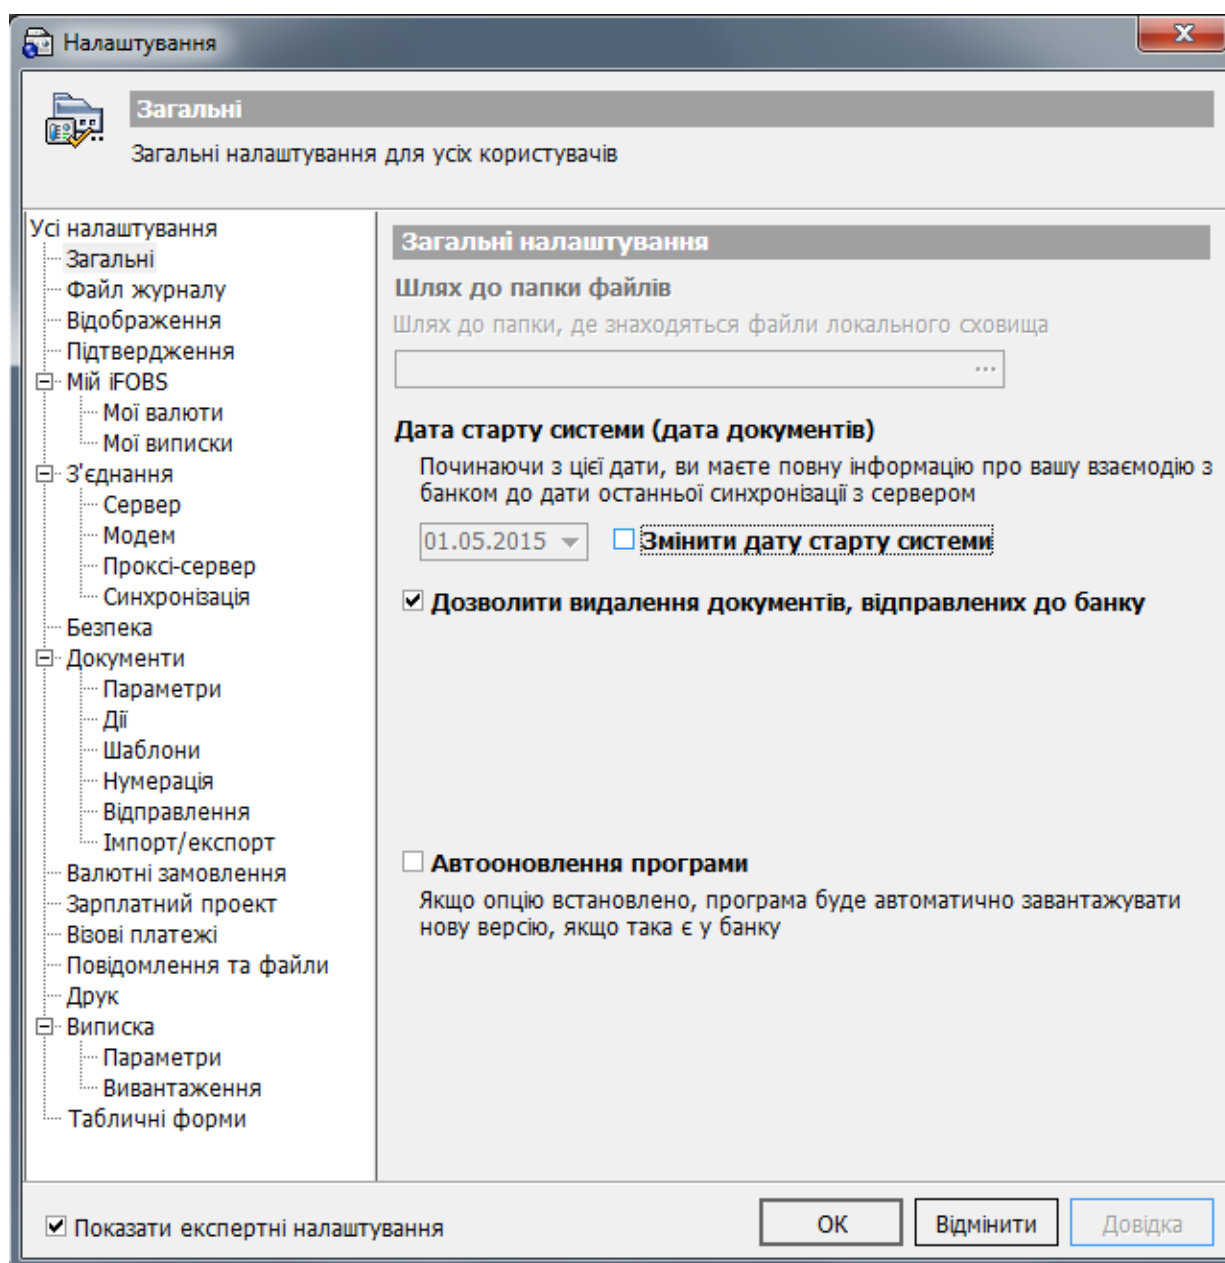 Налаштування
Загальні
Загальні налаштування для усіх користувачів
Усі налаштування
Загальні
Файл журналу
Відображення
Підтвердження
Мій iFOBS
Мої валюти
Мої виписки
З'єднання
Сервер
Модем
Проксі-сервер
Синхронізація
Безпека
Документи
Параметри
Дії
Шаблони
Нумерація
Відправлення
Імпорт/експорт
Валютні замовлення
Зарплатний проект
Візові платежі
Повідомлення та файли
Друк
Виписка
Параметри
Вивантаження
Табличні форми
Загальні налаштування
Шлях до папки файлів
Шлях до папки, де знаходяться файли локального сховища
...
Дата старту системи (дата документів)
Починаючи з цієї дати, ви маєте повну інформацію про вашу взаємодію з
банком до дати останньої синхронізації з сервером
01.05.2015 Змінити дату старту системи
Дозволити видалення документів, відправлених до банку
Автооновлення програми
Якщо опцію встановлено, програма буде автоматично завантажувати
нову версію, якщо така є у банку
Показати експертні налаштування
ОК Відмінити Довідка